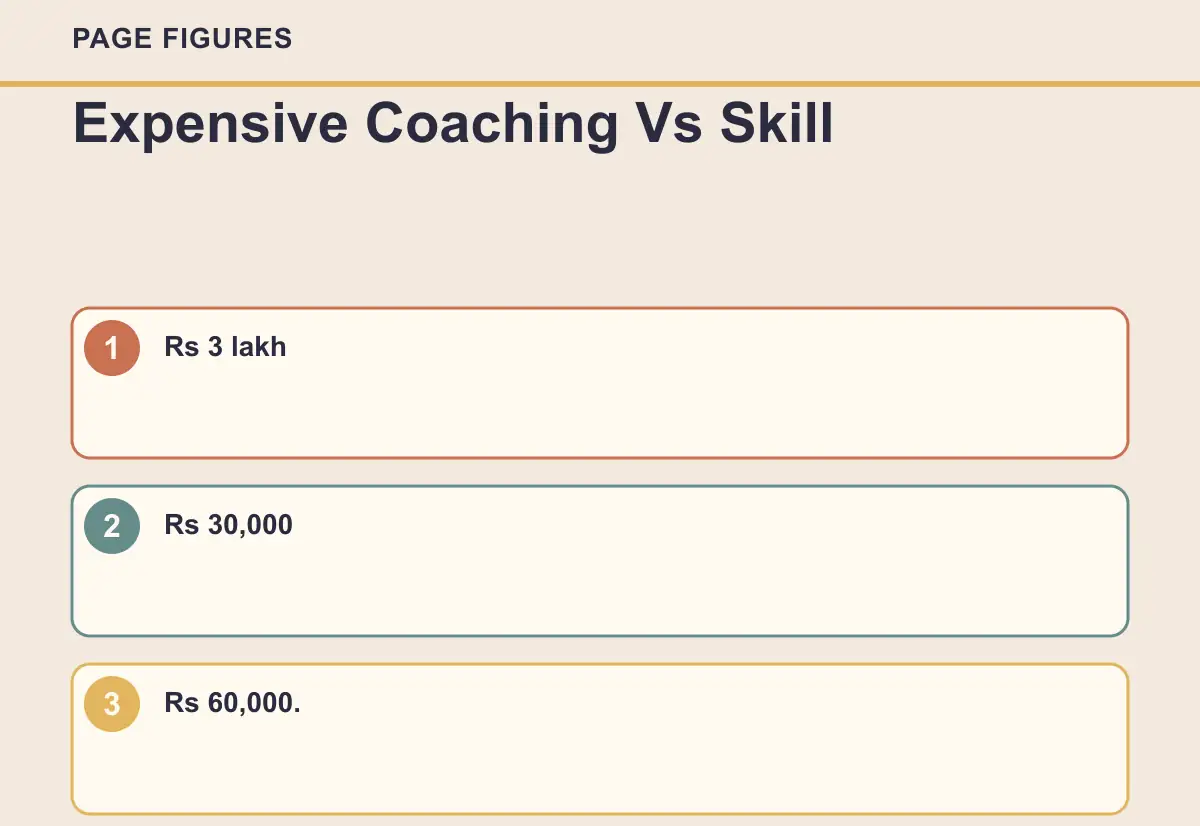 PAGE FIGURES
Expensive Coaching Vs Skill
1
Rs 3 lakh
2
Rs 30,000
3
Rs 60,000.